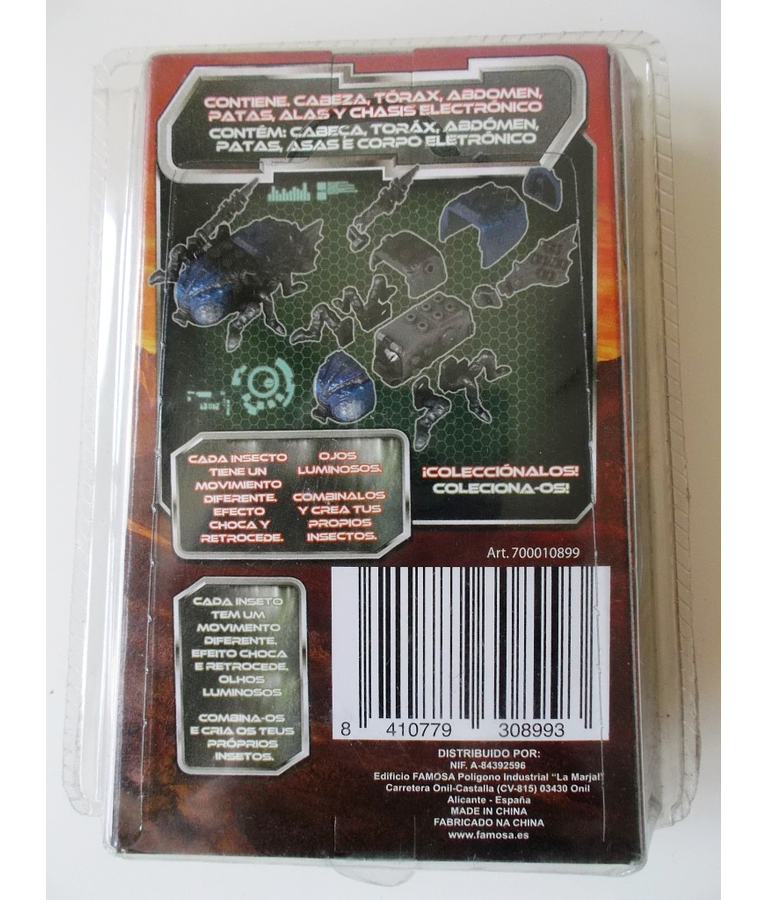 CONTIENE. CABEZA, TÓRAX, ABDOMEN,
PATAS, ALAS Y CHASIS ELECTRÓNICO
CONTÉM: CABEÇA, TORÁX, ABDÓMEN,
PATAS, ASAS E CORPO ELETRÓNICO
CADA INSECTO
TIENE UN
MOVIMIENTO
DIFERENTE.
EFECTO
CHOCA Y
RETROCEDE.
OJOS
LUMINOSOS.
COMBINALOS
Y CREA TUS
PROPIOS
INSECTOS.
¡COLECCIÓNALOS!
COLECIONA-OS!
Art. 700010899
CADA INSETO
TEM UM
MOVIMENTO
DIFERENTE.
EFEITO CHOCA
E RETROCEDE.
OLHOS
LUMINOSOS
COMBINA-OS
E CRIA OS TEUS
PRÓPRIOS
INSETOS.
8 410779 308993
DISTRIBUIDO POR:
NIF. A-84392596
Edificio FAMOSA Polígono Industrial "La Marjal"
Carretera Onil-Castalla (CV-815) 03430 Onil
Alicante - España
MADE IN CHINA
FABRICADO NA CHINA
www.famosa.es